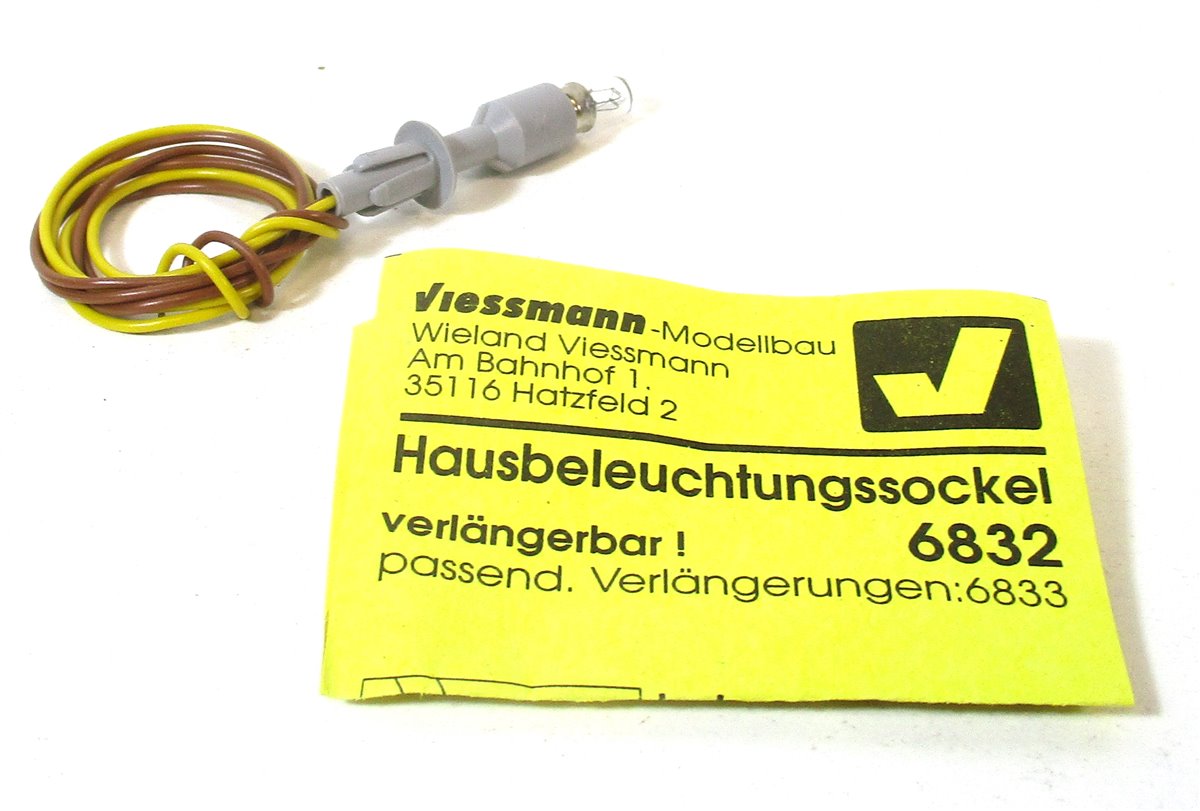 Viessmann-Modellbau
Wieland Viessmann
Am Bahnhof 1.
35116 Hatzfeld 2
Hausbeleuchtungssockel
6832
verlängerbar !
passend. Verlängerungen:6833